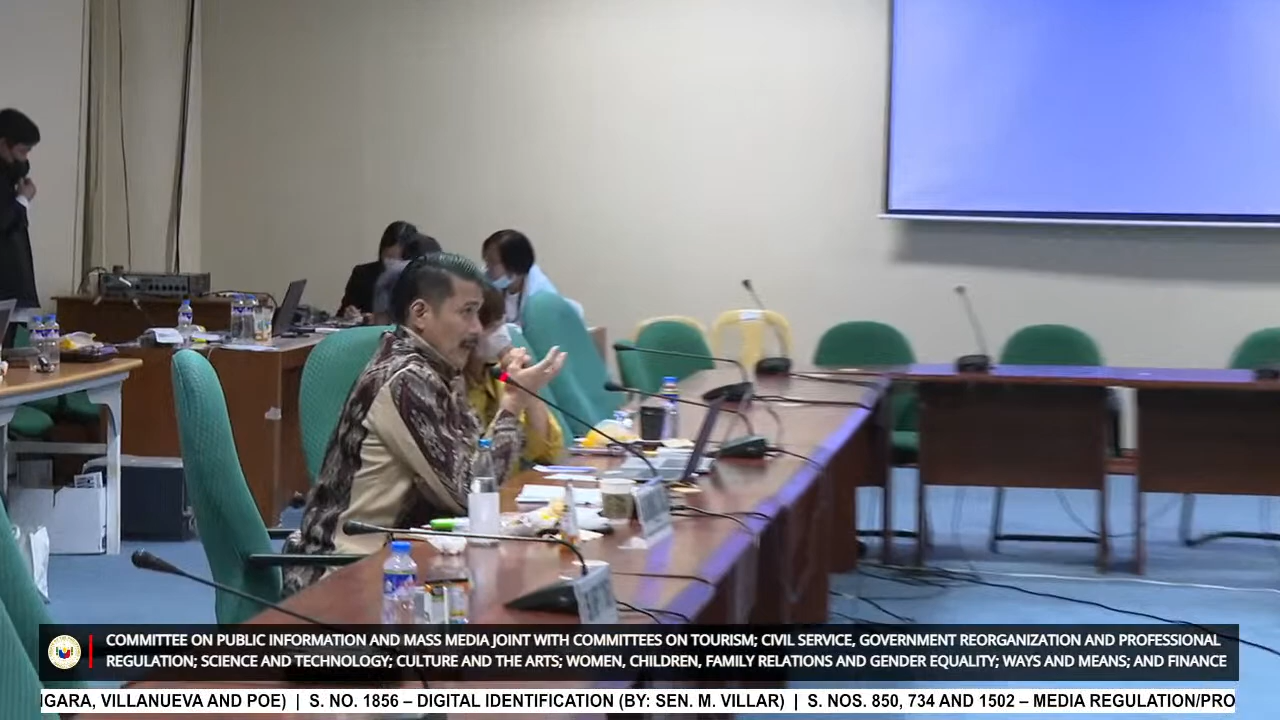 COMMITTEE ON PUBLIC INFORMATION AND MASS MEDIA JOINT WITH COMMITTEES ON TOURISM; CIVIL SERVICE, GOVERNMENT REORGANIZATION AND PROFESSIONAL
REGULATION; SCIENCE AND TECHNOLOGY; CULTURE AND THE ARTS; WOMEN, CHILDREN, FAMILY RELATIONS AND GENDER EQUALITY; WAYS AND MEANS; AND FINANCE
IGARA, VILLANUEVA AND POE) | S. NO. 1856 – DIGITAL IDENTIFICATION (BY: SEN. M. VILLAR) | S. NOS. 850, 734 AND 1502 – MEDIA REGULATION/PRO